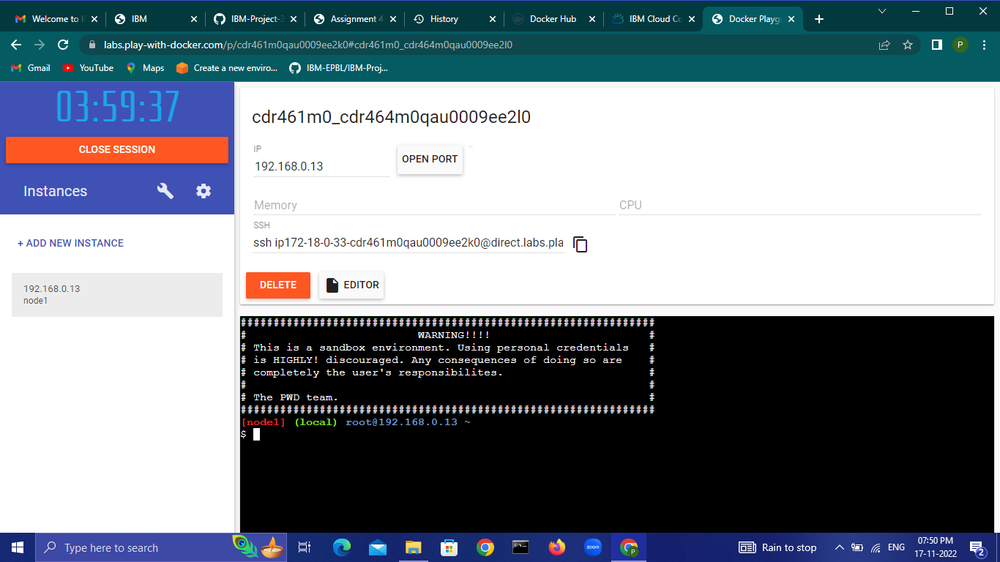 Welcome to I
IBM
IBM-Project-3
Assignment 4
History
Docker Hub
IBM Cloud Co
Docker Playg
labs.play-with-docker.com/p/cdr461m0qau0009ee2k0#cdr461m0_cdr464m0qau0009ee2l0
P
Gmail
YouTube
Maps
Create a new enviro...
IBM-EPBL/IBM-Proj...
03:59:37
CLOSE SESSION
Instances
+ ADD NEW INSTANCE
192.168.0.13
node1
cdr461m0_cdr464m0qau0009ee2l0
IP
192.168.0.13
OPEN PORT
Memory
CPU
SSH
ssh ip172-18-0-33-cdr461m0qau0009ee2k0@direct.labs.pla
DELETE
EDITOR
###############################################################
# WARNING!!!! #
# This is a sandbox environment. Using personal credentials #
# is HIGHLY! discouraged. Any consequences of doing so are #
# completely the user's responsibilites. #
# #
# The PWD team. #
###############################################################
[node1] (local) root@192.168.0.13 ~
$
Type here to search
zoom
P
Rain to stop
ENG
07:50 PM
17-11-2022
2